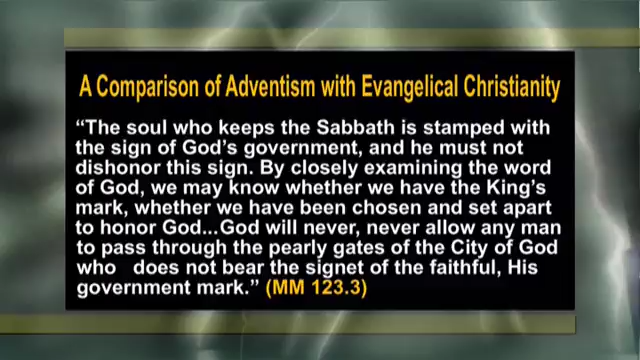 A Comparison of Adventism with Evangelical Christianity
“The soul who keeps the Sabbath is stamped with
the sign of God’s government, and he must not
dishonor this sign. By closely examining the word
of God, we may know whether we have the King’s
mark, whether we have been chosen and set apart
to honor God...God will never, never allow any man
to pass through the pearly gates of the City of God
who does not bear the signet of the faithful, His
government mark.” (MM 123.3)